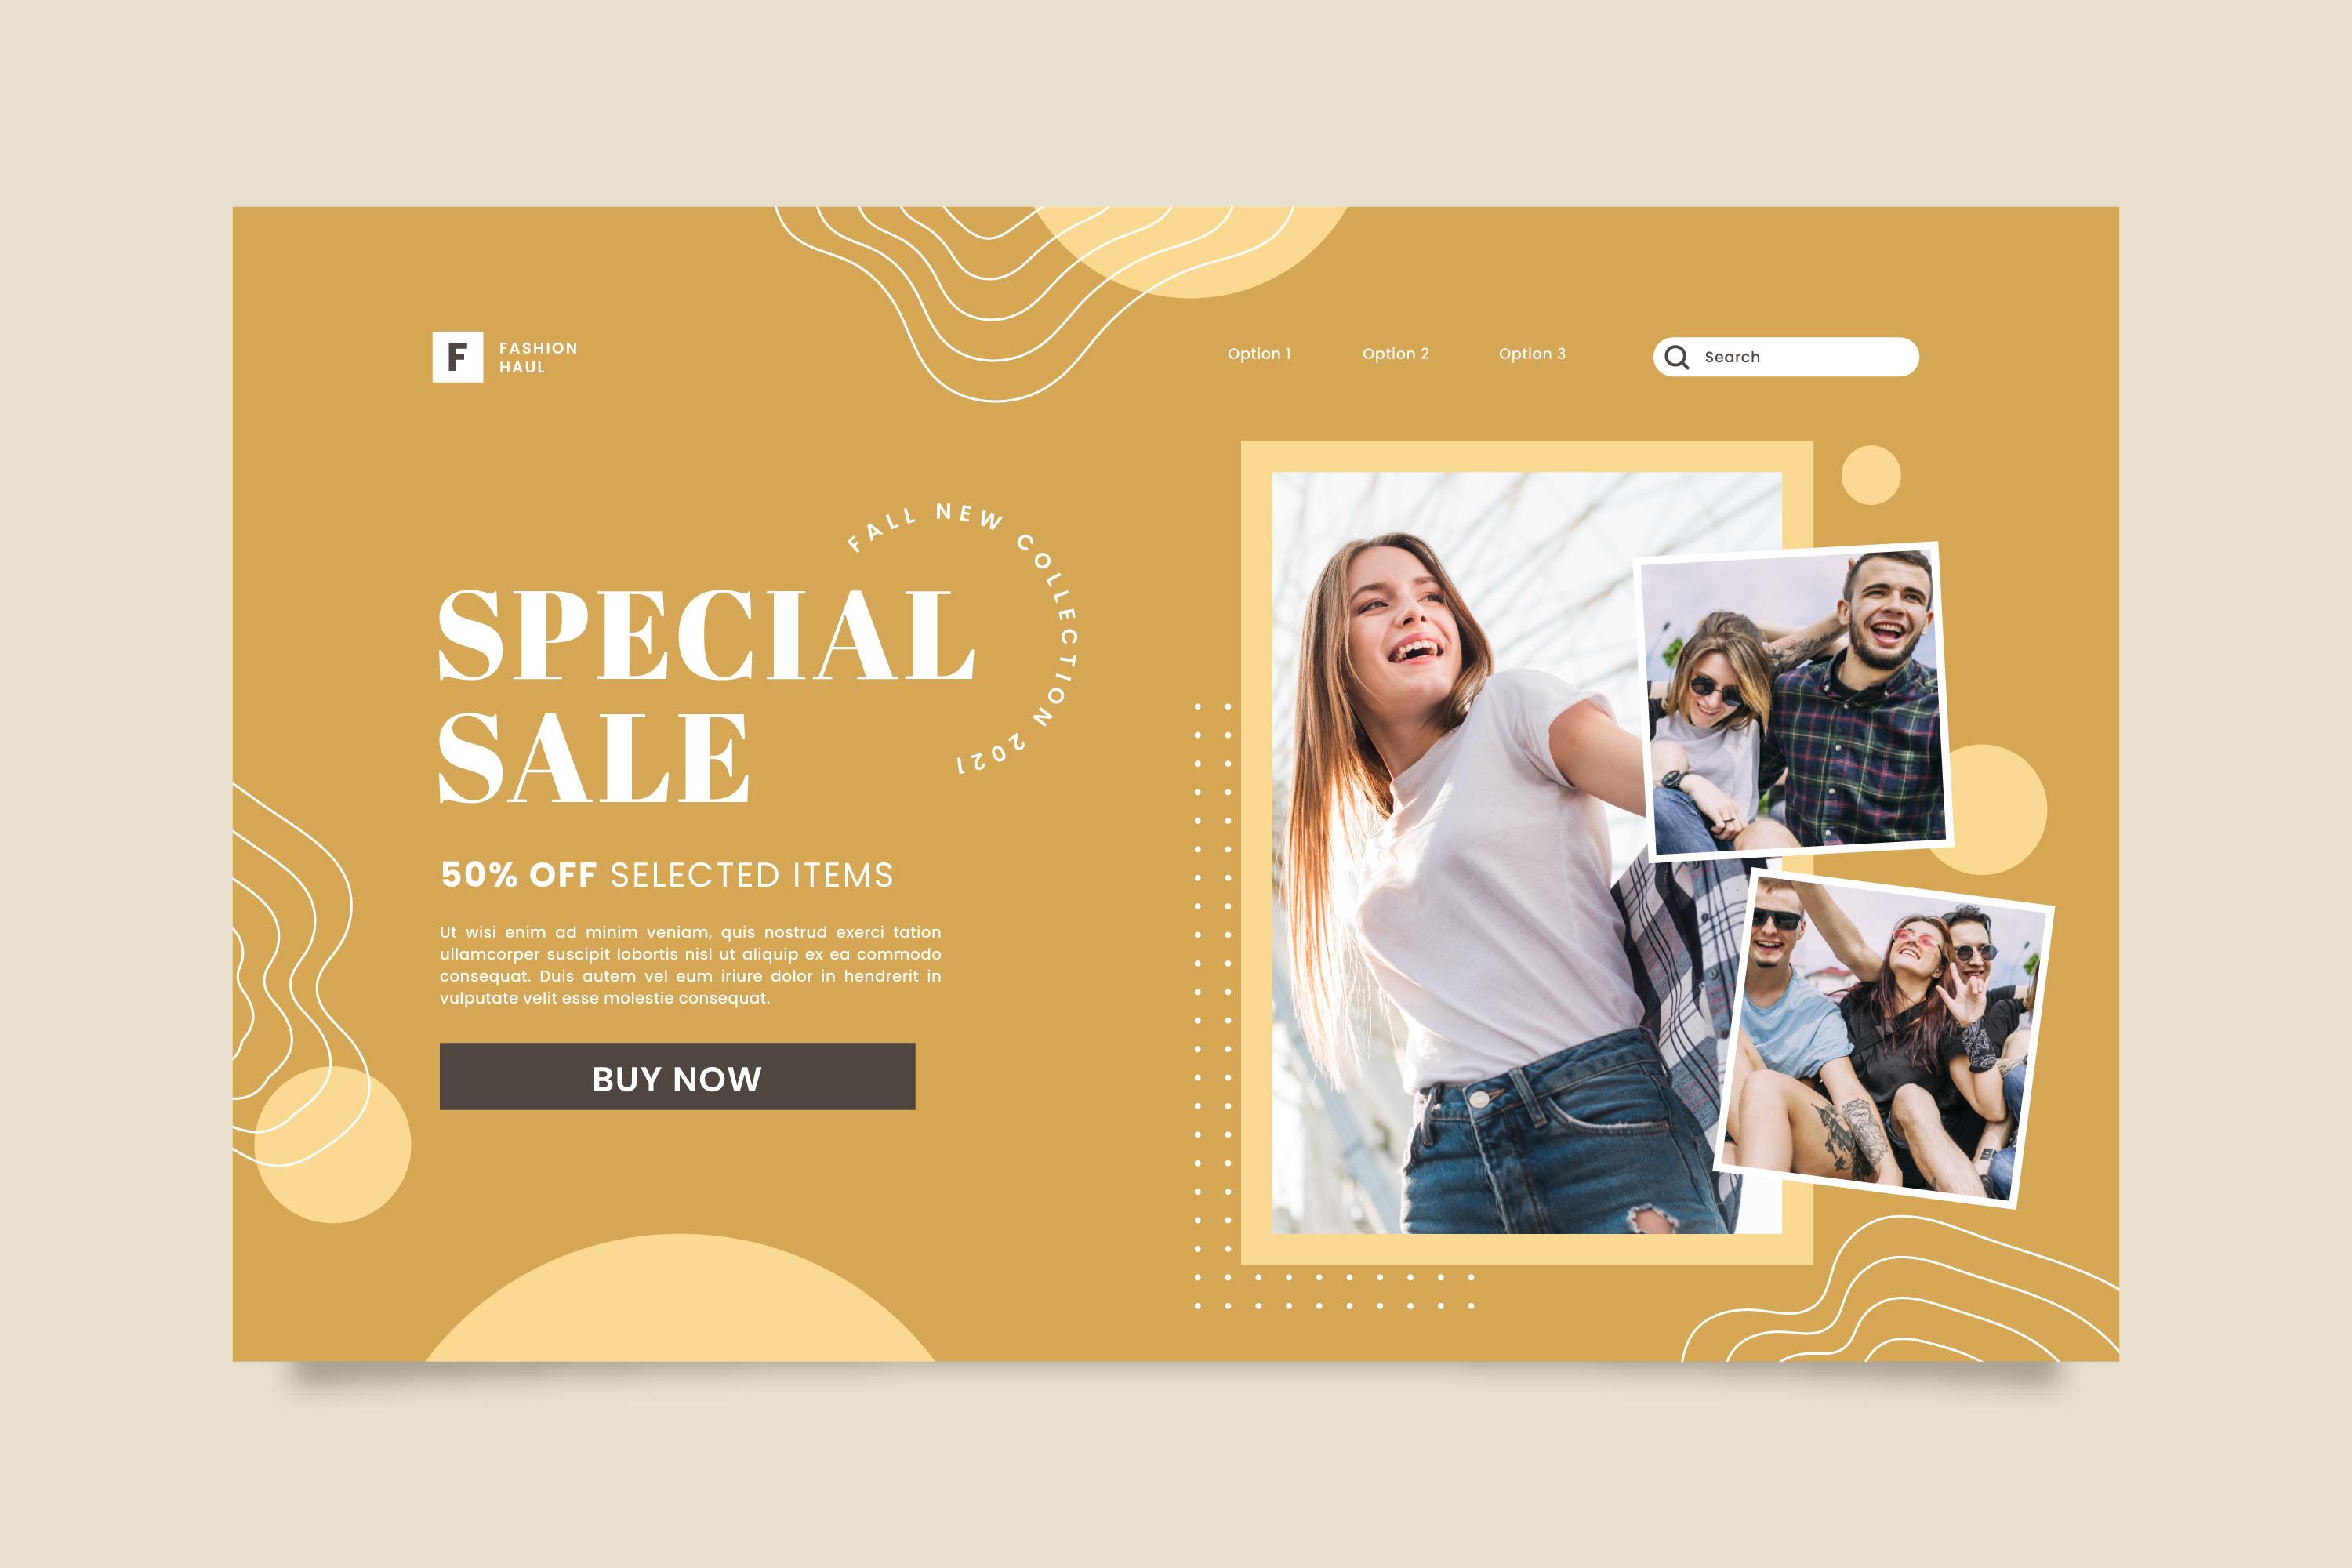 F
FASHION
HAUL
Option 1
Option 2
Option 3
Search
FALL NEW COLLECTION 2021
SPECIAL
SALE
50% OFF SELECTED ITEMS
Ut wisi enim ad minim veniam, quis nostrud exerci tation
ullamcorper suscipit lobortis nisl ut aliquip ex ea commodo
consequat. Duis autem vel eum iriure dolor in hendrerit in
vulputate velit esse molestie consequat.
BUY NOW